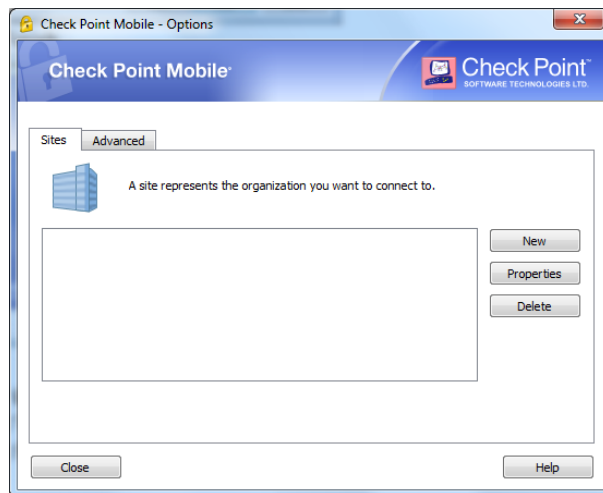 Check Point Mobile - Options
Check Point Mobile
Check Point™
SOFTWARE TECHNOLOGIES LTD.
Sites
Advanced
A site represents the organization you want to connect to.
New
Properties
Delete
Close
Help